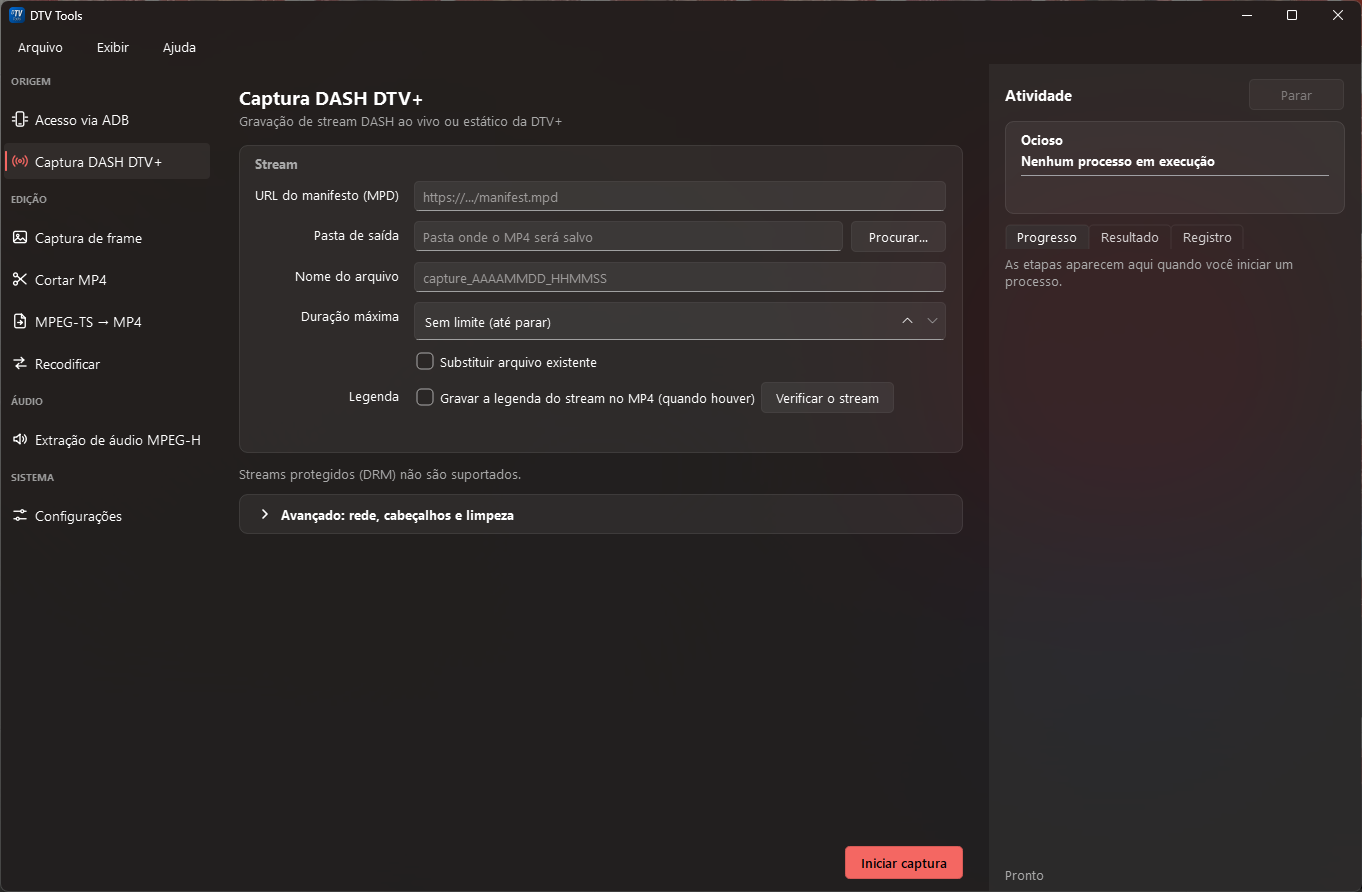 DTV Tools
Arquivo Exibir Ajuda
ORIGEM
Acesso via ADB
Captura DASH DTV+
EDIÇÃO
Captura de frame
Cortar MP4
MPEG-TS → MP4
Recodificar
ÁUDIO
Extração de áudio MPEG-H
SISTEMA
Configurações
Captura DASH DTV+
Gravação de stream DASH ao vivo ou estático da DTV+
Stream
URL do manifesto (MPD) https://.../manifest.mpd
Pasta de saída Pasta onde o MP4 será salvo Procurar...
Nome do arquivo capture_AAAAMMDD_HHMMSS
Duração máxima Sem limite (até parar)
Substituir arquivo existente
Legenda Gravar a legenda do stream no MP4 (quando houver) Verificar o stream
Streams protegidos (DRM) não são suportados.
Avançado: rede, cabeçalhos e limpeza
Iniciar captura
Atividade Parar
Ocioso
Nenhum processo em execução
Progresso Resultado Registro
As etapas aparecem aqui quando você iniciar um
processo.
Pronto